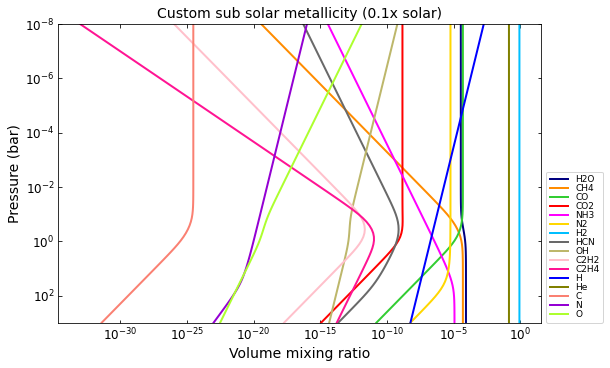 Custom sub solar metallicity (0.1x solar)
Pressure (bar)
10⁻⁸
10⁻⁶
10⁻⁴
10⁻²
10⁰
10²
10⁻³⁰
10⁻²⁵
10⁻²⁰
10⁻¹⁵
10⁻¹⁰
10⁻⁵
10⁰
Volume mixing ratio
H2O
CH4
CO
CO2
NH3
N2
H2
HCN
OH
C2H2
C2H4
H
He
C
N
O